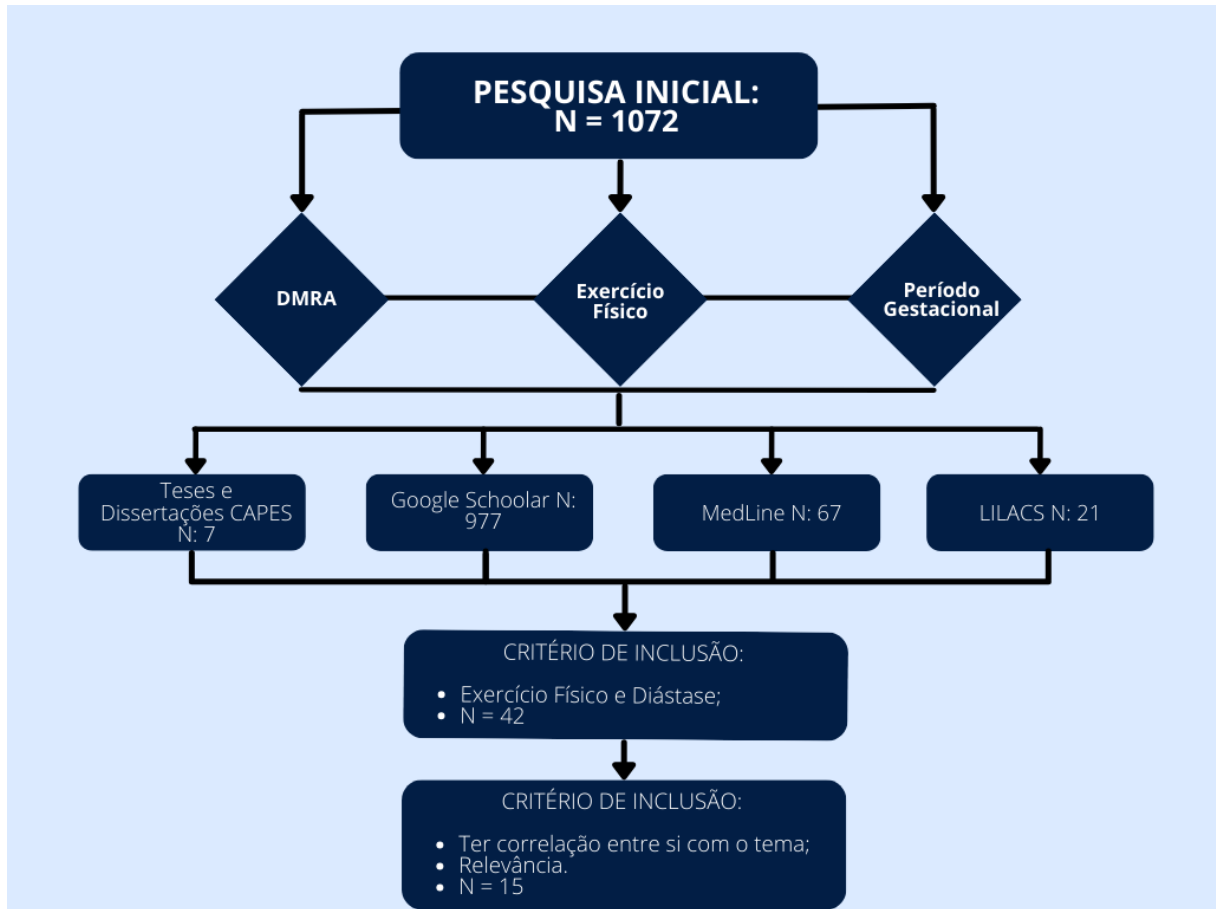 PESQUISA INICIAL:
N = 1072
DMRA
Exercício
Físico
Período
Gestacional
Teses e
Dissertações CAPES
N: 7
Google Schoolar N:
977
MedLine N: 67
LILACS N: 21
CRITÉRIO DE INCLUSÃO:
• Exercício Físico e Diástase;
• N = 42
CRITÉRIO DE INCLUSÃO:
• Ter correlação entre si com o tema;
• Relevância.
• N = 15